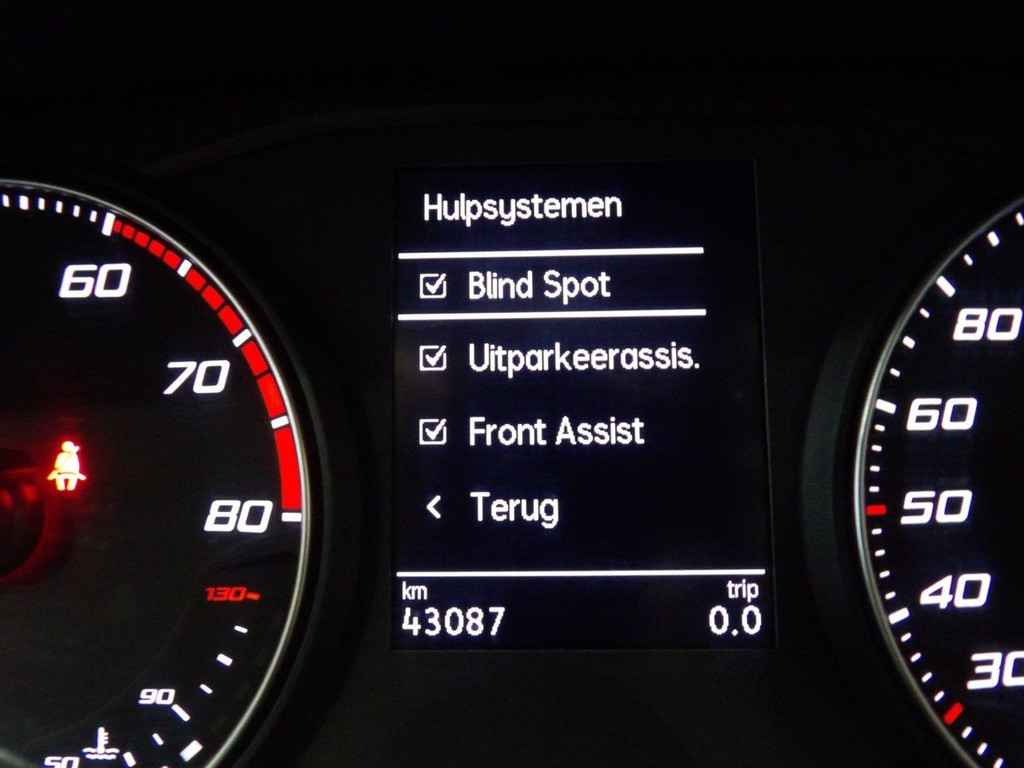 Hulpsystemen
Blind Spot
Uitparkeerassis.
Front Assist
< Terug
km trip
43087 0.0
60
70
80
130
90
50
80
60
50
40
30